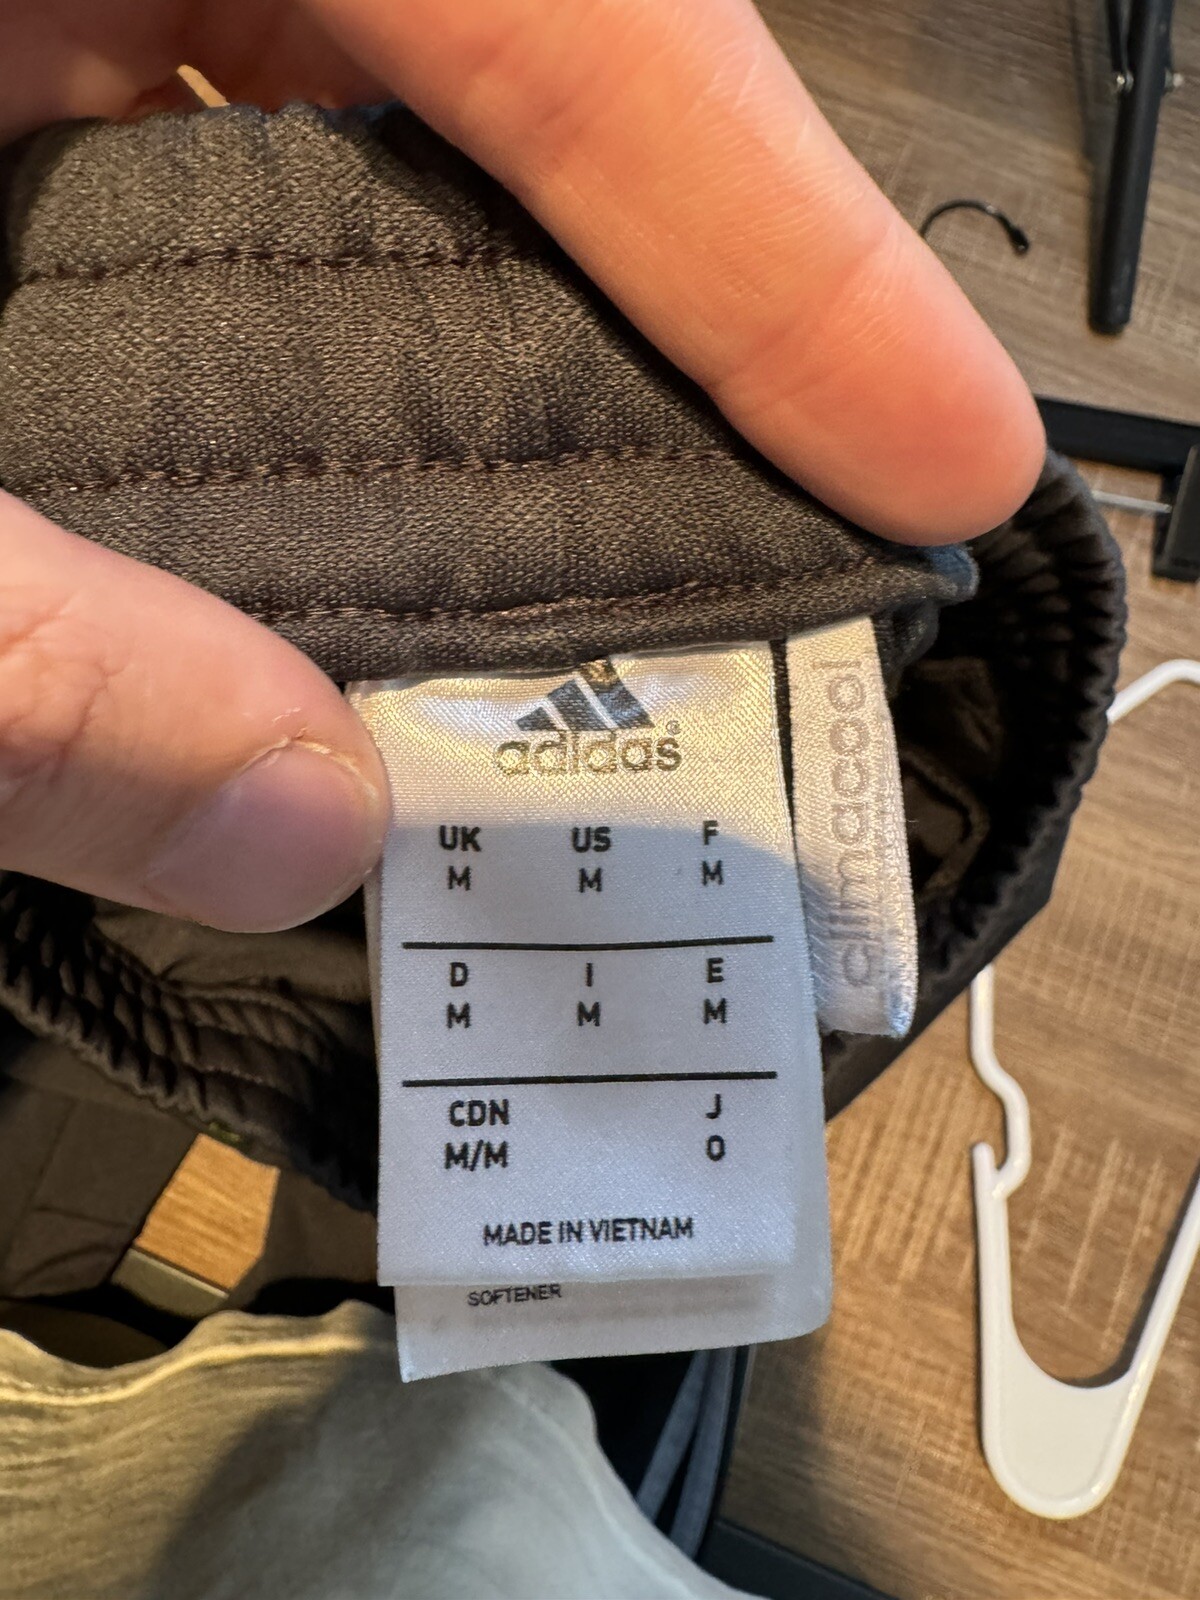 adidas®
UK US F
M M M
D I E
M M M
CDN J
M/M O
MADE IN VIETNAM
SOFTENER
climacool